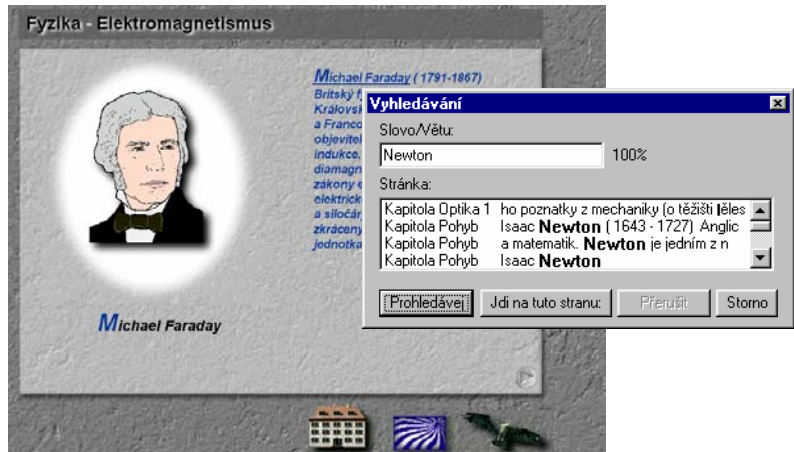 Fyzika - Elektromagnetismus
Michael Faraday ( 1791-1867)
Britský
Královsk
a Franco
objevitel
indukce,
diamagn
zákony
elektrick
a siločár
zkrácený
jednotka
Michael Faraday
Vyhledávání
Slovo/Větu:
Newton
100%
Stránka:
Kapitola Optika 1 ho poznatky z mechaniky (o těžišti těles
Kapitola Pohyb Isaac Newton ( 1643 - 1727) Anglic
Kapitola Pohyb a matematik. Newton je jedním z n
Kapitola Pohyb Isaac Newton
Prohledávej
Jdi na tuto stranu:
Přerušit
Storno